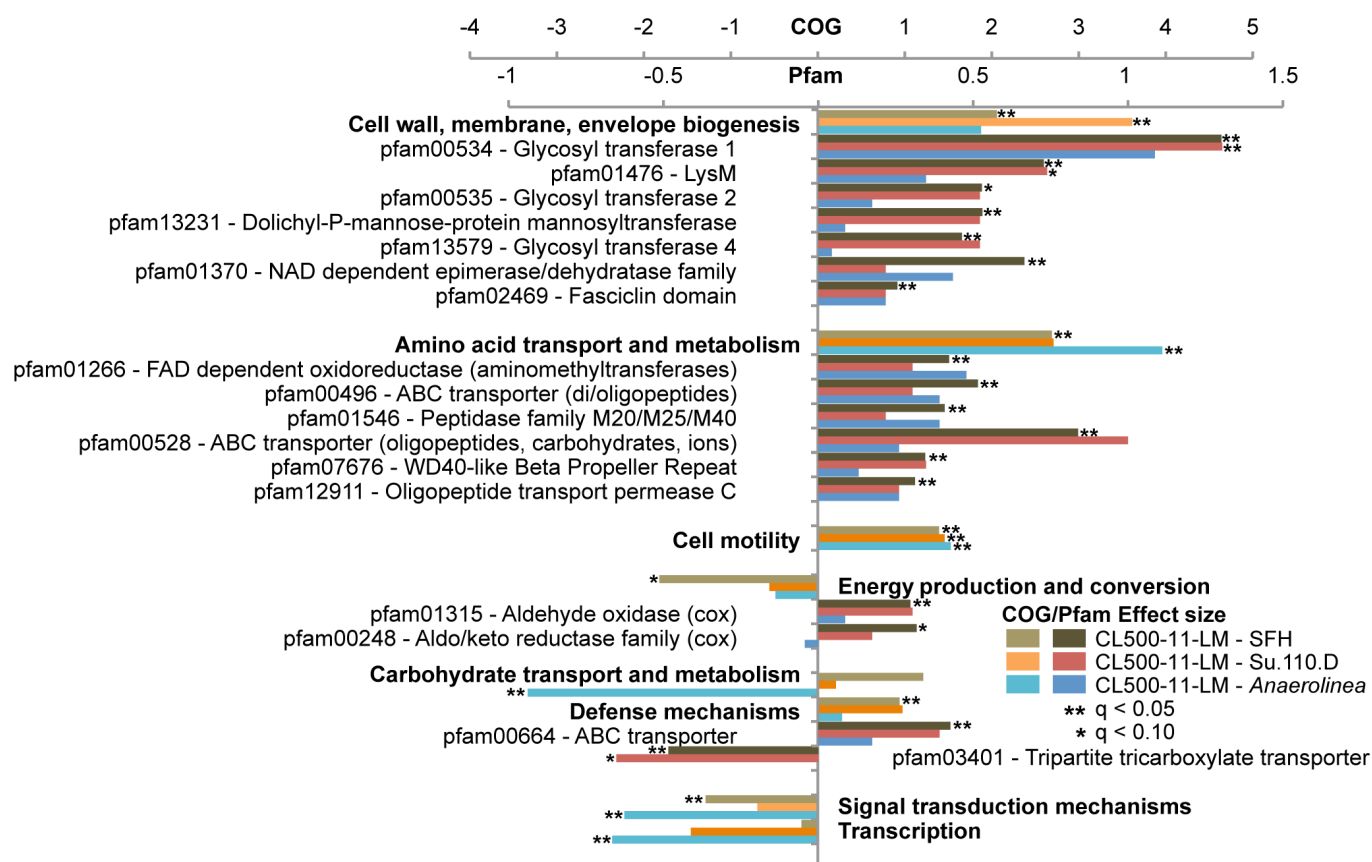 -4 -3 -2 -1 COG 1 2 3 4 5
-1 -0.5 Pfam 0.5 1 1.5
Cell wall, membrane, envelope biogenesis **
**
pfam00534 - Glycosyl transferase 1 **
**
pfam01476 - LysM **
*
pfam00535 - Glycosyl transferase 2 *
pfam13231 - Dolichyl-P-mannose-protein mannosyltransferase **
pfam13579 - Glycosyl transferase 4 **
pfam01370 - NAD dependent epimerase/dehydratase family **
pfam02469 - Fasciclin domain **
Amino acid transport and metabolism **
**
pfam01266 - FAD dependent oxidoreductase (aminomethyltransferases) **
pfam00496 - ABC transporter (di/oligopeptides) **
pfam01546 - Peptidase family M20/M25/M40 **
pfam00528 - ABC transporter (oligopeptides, carbohydrates, ions) **
pfam07676 - WD40-like Beta Propeller Repeat **
pfam12911 - Oligopeptide transport permease C **
Cell motility **
**
**
* Energy production and conversion
pfam01315 - Aldehyde oxidase (cox) **
pfam00248 - Aldo/keto reductase family (cox) *
COG/Pfam Effect size
CL500-11-LM - SFH
CL500-11-LM - Su.110.D
CL500-11-LM - Anaerolinea
** q < 0.05
* q < 0.10
Carbohydrate transport and metabolism
**
Defense mechanisms **
pfam00664 - ABC transporter **
** pfam03401 - Tripartite tricarboxylate transporter
*
** Signal transduction mechanisms
**
Transcription
**